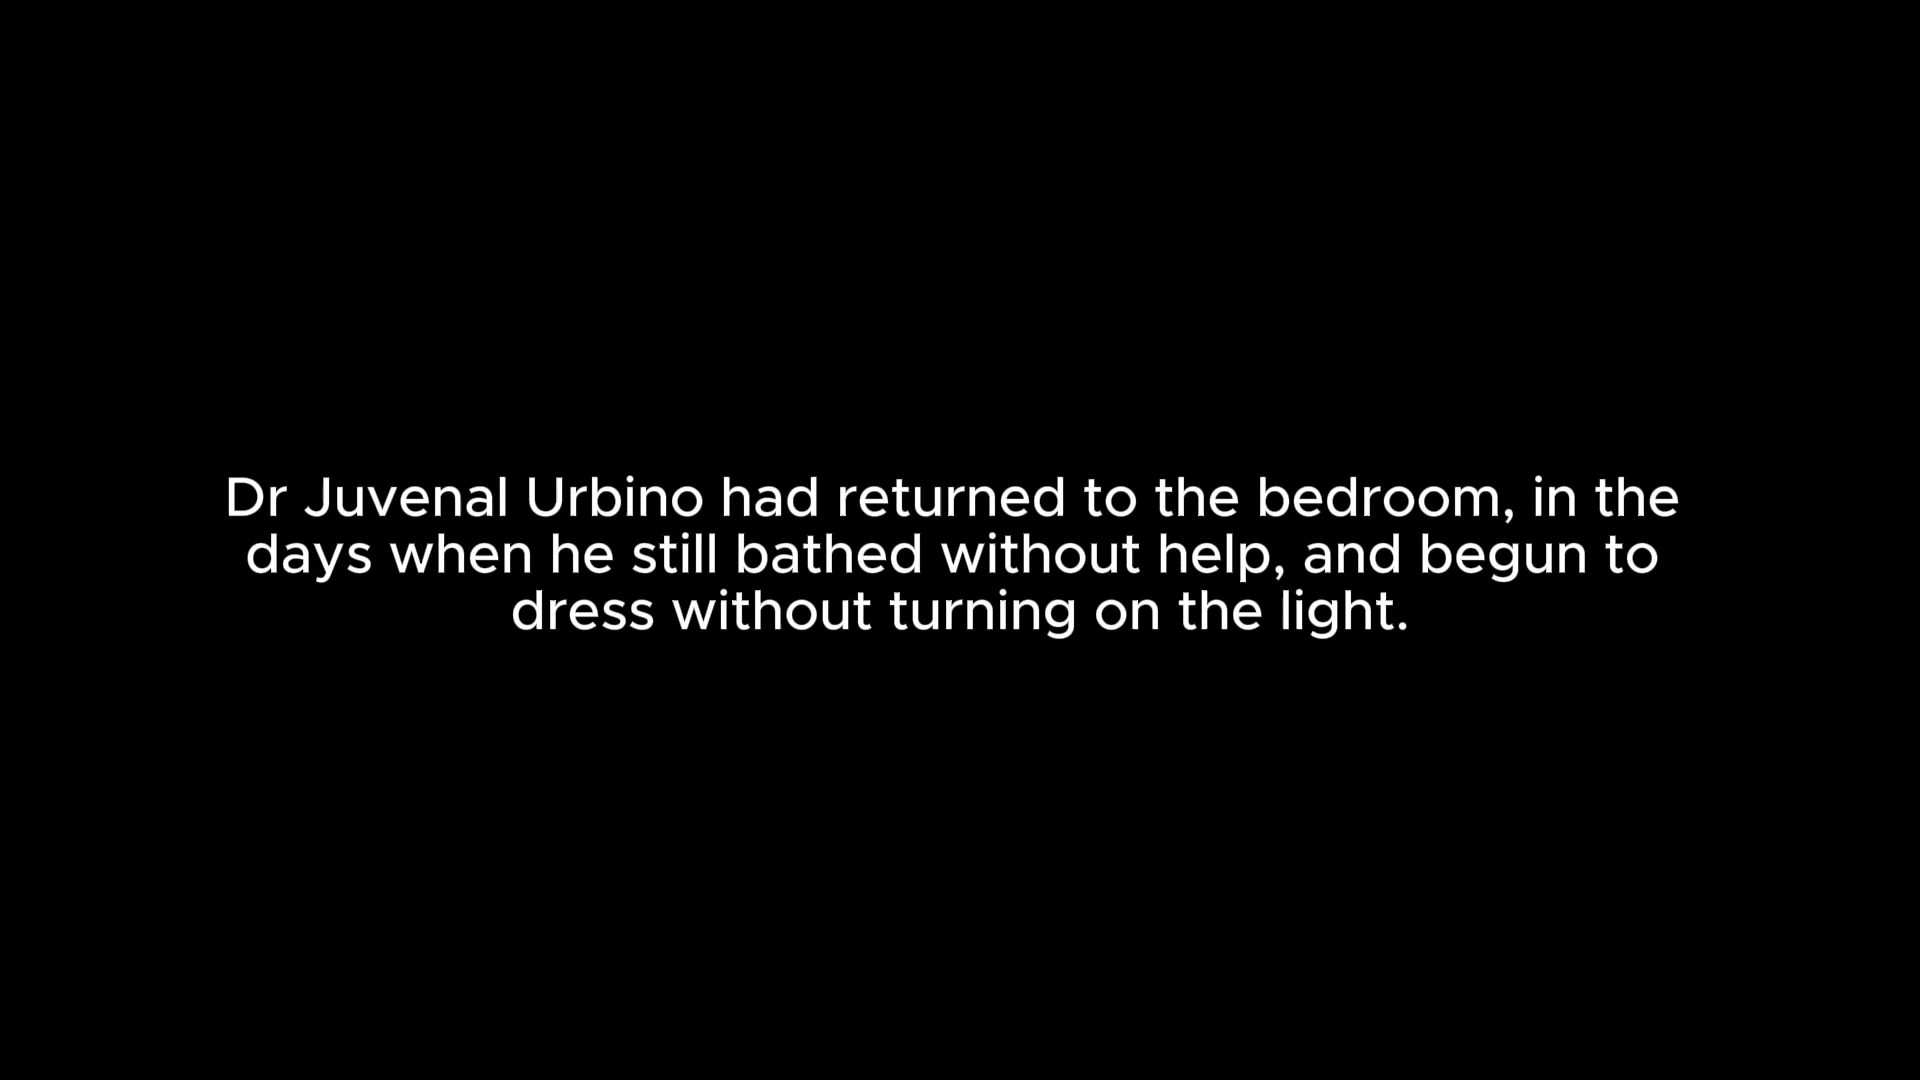 Dr Juvenal Urbino had returned to the bedroom, in the
days when he still bathed without help, and begun to
dress without turning on the light.